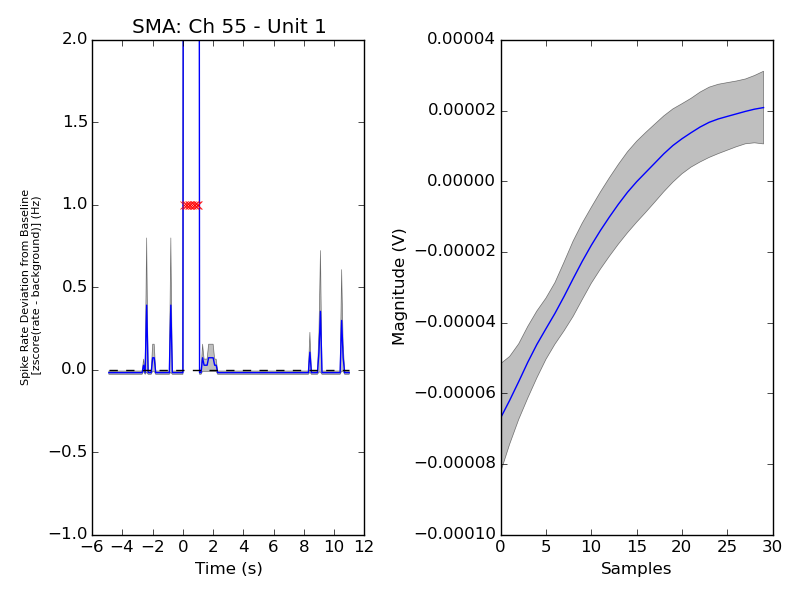 SMA: Ch 55 - Unit 1
2.0
1.5
1.0
0.5
0.0
−0.5
−1.0
−6 −4 −2 0 2 4 6 8 10 12
Time (s)
Spike Rate Deviation from Baseline
[zscore(rate - background)] (Hz)
0.00004
0.00002
0.00000
−0.00002
−0.00004
−0.00006
−0.00008
−0.00010
0 5 10 15 20 25 30
Samples
Magnitude (V)